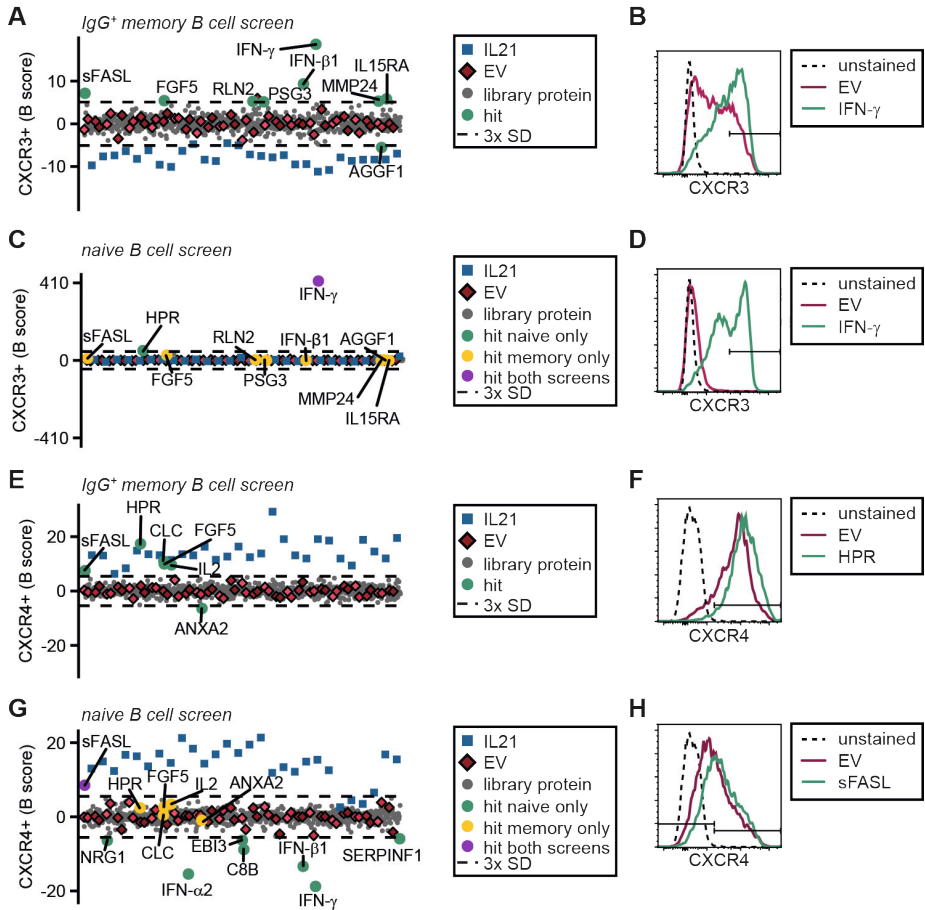 A
IgG+ memory B cell screen
CXCR3+ (B score)
10
0
-10
sFASL
FGF5
RLN2
IFN-γ
IFN-β1
PSG3
MMP24
IL15RA
AGGF1
IL21
EV
library protein
hit
3x SD
B
CXCR3
unstained
EV
IFN-γ
C
naive B cell screen
CXCR3+ (B score)
410
0
-410
IFN-γ
sFASL
HPR
FGF5
RLN2
PSG3
IFN-β1
AGGF1
MMP24
IL15RA
IL21
EV
library protein
hit naive only
hit memory only
hit both screens
3x SD
D
CXCR3
unstained
EV
IFN-γ
E
IgG+ memory B cell screen
CXCR4+ (B score)
20
0
-20
HPR
sFASL
CLC
FGF5
IL2
ANXA2
IL21
EV
library protein
hit
3x SD
F
CXCR4
unstained
EV
HPR
G
naive B cell screen
CXCR4+ (B score)
20
0
-20
sFASL
HPR
FGF5
IL2
ANXA2
NRG1
CLC
EBI3
C8B
IFN-β1
SERPINF1
IFN-α2
IFN-γ
IL21
EV
library protein
hit naive only
hit memory only
hit both screens
3x SD
H
CXCR4
unstained
EV
sFASL